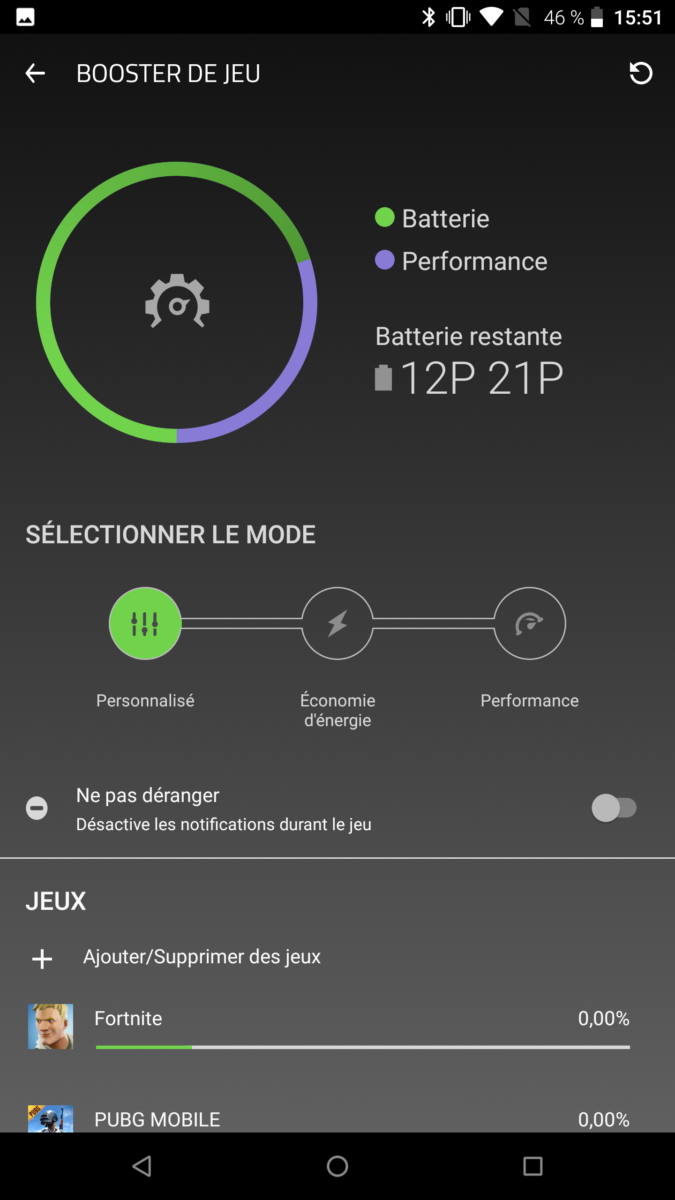 46 % 15:51
BOOSTER DE JEU
Batterie
Performance
Batterie restante
12P 21P
SÉLECTIONNER LE MODE
Personnalisé
Économie
d'énergie
Performance
Ne pas déranger
Désactive les notifications durant le jeu
JEUX
Ajouter/Supprimer des jeux
Fortnite 0,00%
PUBG
PUBG MOBILE 0,00%